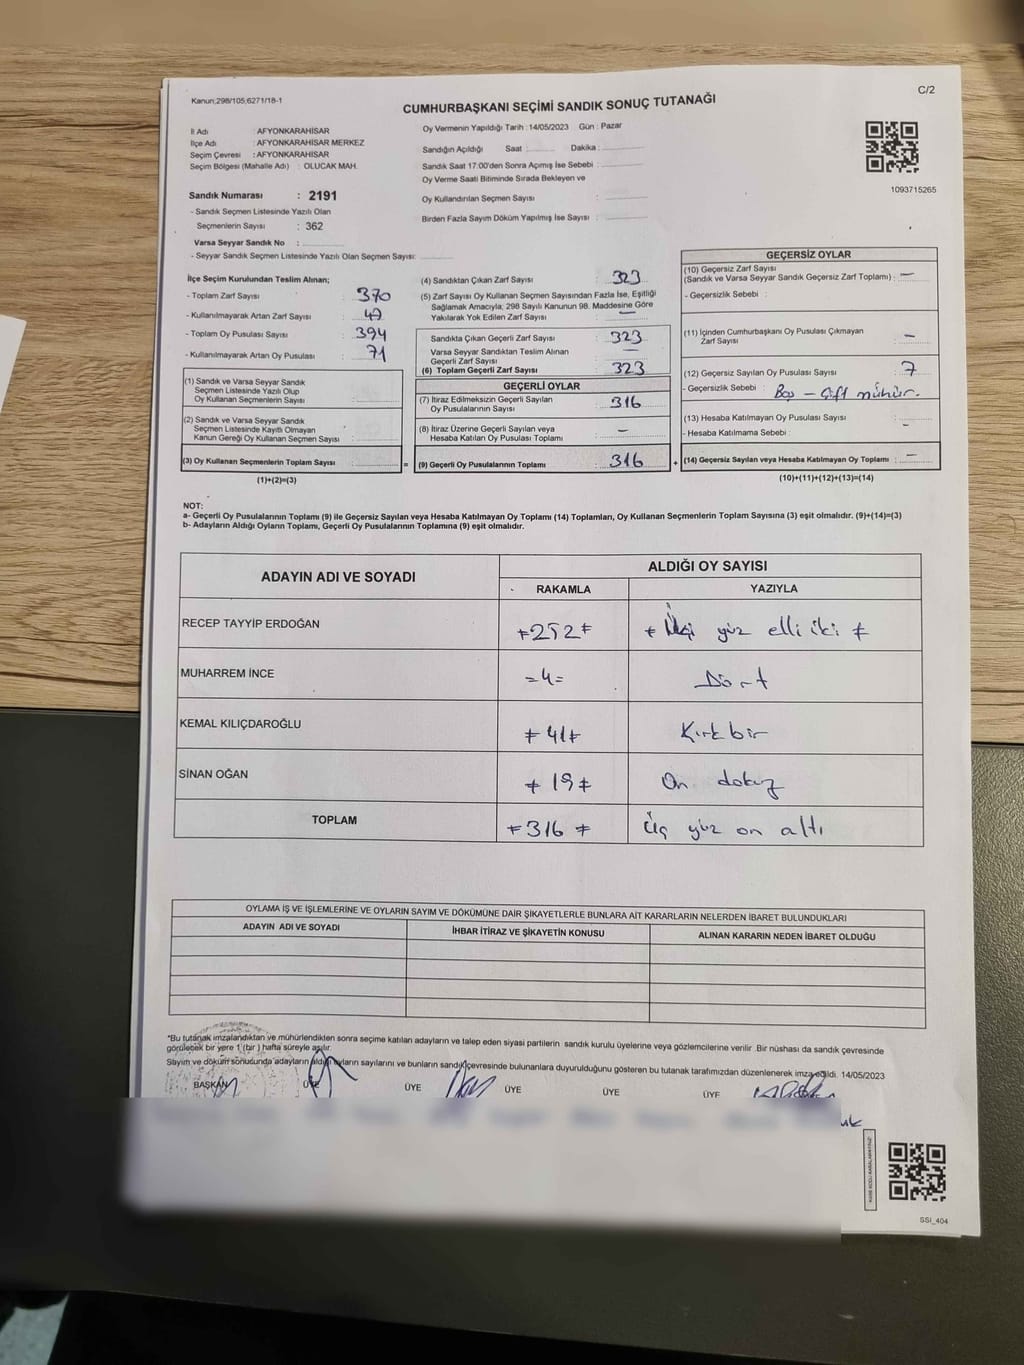 Kanun:298/105;6271/18-1
C/2
CUMHURBAŞKANI SEÇİMİ SANDIK SONUÇ TUTANAĞI
İl Adı : AFYONKARAHİSAR
İlçe Adı : AFYONKARAHİSAR MERKEZ
Seçim Çevresi : AFYONKARAHİSAR
Seçim Bölgesi (Mahalle Adı) : OLUCAK MAH.
Sandık Numarası : 2191
- Sandık Seçmen Listesinde Yazılı Olan
Seçmenlerin Sayısı : 362
Varsa Seyyar Sandık No :
- Seyyar Sandık Seçmen Listesinde Yazılı Olan Seçmen Sayısı:
Oy Vermenin Yapıldığı Tarih : 14/05/2023 Gün : Pazar
Sandığın Açıldığı Saat : Dakika :
Sandık Saat 17:00'den Sonra Açımış İse Sebebi :
Oy Verme Saati Bitiminde Sırada Bekleyen ve
Oy Kullandırılan Seçmen Sayısı :
Birden Fazla Sayım Döküm Yapılmış İse Sayısı :
1093715265
İlçe Seçim Kurulundan Teslim Alınan;
- Toplam Zarf Sayısı : 370
- Kullanılmayarak Artan Zarf Sayısı : 47
- Toplam Oy Pusulası Sayısı : 394
- Kullanılmayarak Artan Oy Pusulası : 71
(1) Sandık ve Varsa Seyyar Sandık
Seçmen Listesinde Yazılı Olup
Oy Kullanan Seçmenlerin Sayısı :
(2) Sandık ve Varsa Seyyar Sandık
Seçmen Listesinde Kayıtlı Olmayan
Kanun Gereği Oy Kullanan Seçmen Sayısı :
(3) Oy Kullanan Seçmenlerin Toplam Sayısı :
(1)+(2)=(3)
(4) Sandıktan Çıkan Zarf Sayısı : 323
(5) Zarf Sayısı Oy Kullanan Seçmen Sayısından Fazla İse, Eşitliği
Sağlamak Amacıyla; 298 Sayılı Kanunun 98. Maddesine Göre
Yakılarak Yok Edilen Zarf Sayısı : —
Sandıkta Çıkan Geçerli Zarf Sayısı : 323
Varsa Seyyar Sandıktan Teslim Alınan
Geçerli Zarf Sayısı : —
(6) Toplam Geçerli Zarf Sayısı : 323
GEÇERLİ OYLAR
(7) İtiraz Edilmeksizin Geçerli Sayılan
Oy Pusulalarının Sayısı : 316
(8) İtiraz Üzerine Geçerli Sayılan veya
Hesaba Katılan Oy Pusulası Toplamı : —
= (9) Geçerli Oy Pusulalarının Toplamı : 316
GEÇERSİZ OYLAR
(10) Geçersiz Zarf Sayısı
(Sandık ve Varsa Seyyar Sandık Geçersiz Zarf Toplamı) : —
- Geçersizlik Sebebi :
(11) İçinden Cumhurbaşkanı Oy Pusulası Çıkmayan
Zarf Sayısı : —
(12) Geçersiz Sayılan Oy Pusulası Sayısı : 7
- Geçersizlik Sebebi : Boş - Çift mühür.
(13) Hesaba Katılmayan Oy Pusulası Sayısı : -
- Hesaba Katılmama Sebebi :
+ (14) Geçersiz Sayılan veya Hesaba Katılmayan Oy Toplamı : —
(10)+(11)+(12)+(13)=(14)
NOT:
a- Geçerli Oy Pusulalarının Toplamı (9) ile Geçersiz Sayılan veya Hesaba Katılmayan Oy Toplamı (14) Toplamları, Oy Kullanan Seçmenlerin Toplam Sayısına (3) eşit olmalıdır. (9)+(14)=(3)
b- Adayların Aldığı Oyların Toplamı, Geçerli Oy Pusulalarının Toplamına (9) eşit olmalıdır.
ADAYIN ADI VE SOYADI
ALDIĞI OY SAYISI
RAKAMLA YAZIYLA
RECEP TAYYİP ERDOĞAN ≠252≠ ≠ İki yüz elli iki ≠
MUHARREM İNCE =4= Dört
KEMAL KILIÇDAROĞLU ≠ 41≠ Kırk bir
SİNAN OĞAN ≠ 19≠ On dokuz
TOPLAM ≠316 ≠ Üç yüz on altı
OYLAMA İŞ VE İŞLEMLERİNE VE OYLARIN SAYIM VE DÖKÜMÜNE DAİR ŞİKAYETLERLE BUNLARA AİT KARARLARIN NELERDEN İBARET BULUNDUKLARI
ADAYIN ADI VE SOYADI İHBAR İTİRAZ VE ŞİKAYETİN KONUSU ALINAN KARARIN NEDEN İBARET OLDUĞU
*Bu tutanak imzalandıktan ve mühürlendikten sonra seçime katılan adayların ve talep eden siyasi partilerin sandık kurulu üyelerine veya gözlemcilerine verilir. Bir nüshası da sandık çevresinde
görülecek bir yere 1 (bir ) hafta süreyle asılır.
Sayım ve döküm sonucunda adayların aldığı oyların sayılarını ve bunların sandık çevresinde bulunanlara duyurulduğunu gösteren bu tutanak tarafımızdan düzenlenerek imza edildi. 14/05/2023
BAŞKAN ÜYE ÜYE ÜYE ÜYE ÜYE
SSİ_404